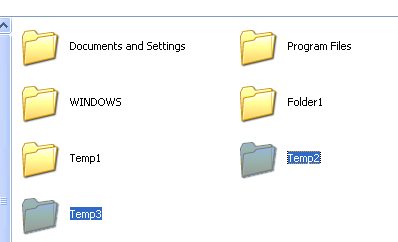 Documents and Settings
Program Files
WINDOWS
Folder1
Temp1
Temp2
Temp3